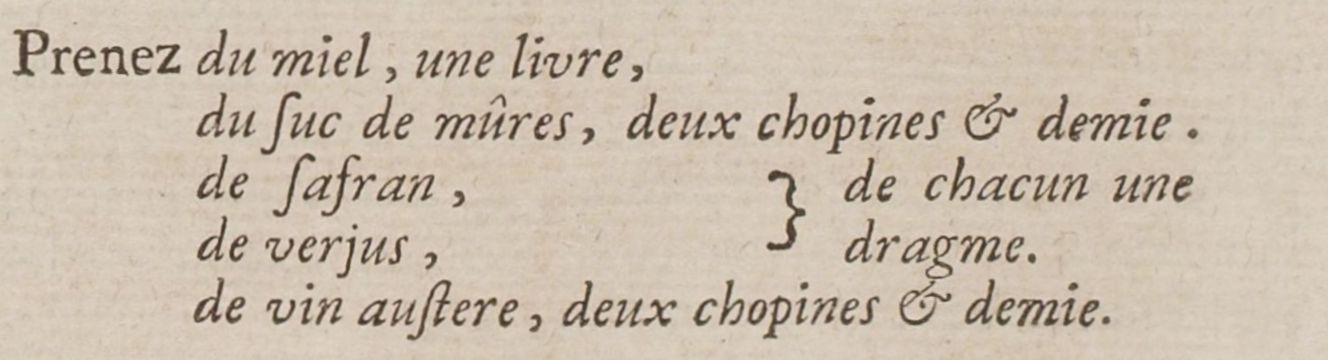 Prenez du miel, une livre,
du ſuc de mûres, deux chopines & demie.
de ſafran, } de chacun une
de verjus, dragme.
de vin auſtere, deux chopines & demie.